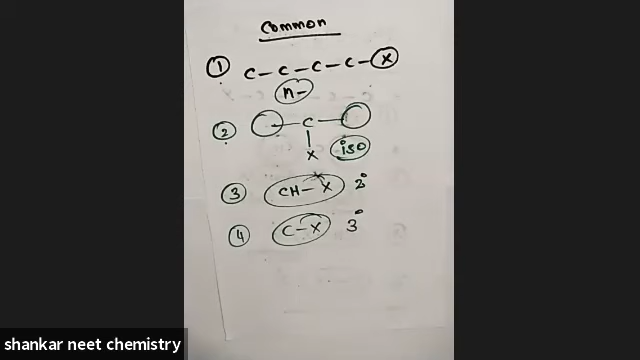 Common
① C - C - C - C - X
n-
② C
X iso
③ CH - X 2°
④ C - X 3°
shankar neet chemistry